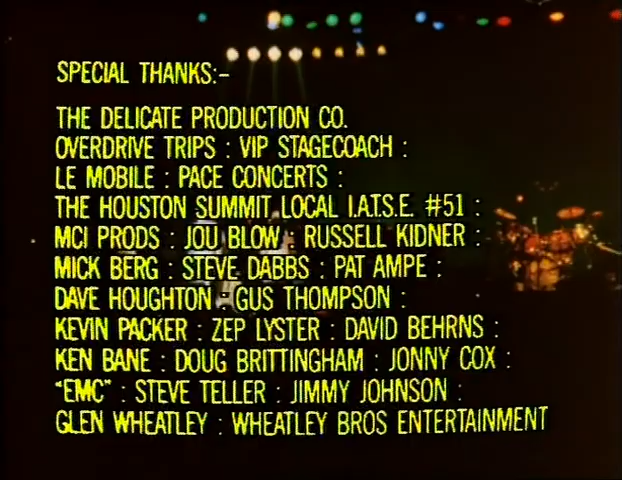 SPECIAL THANKS:-
THE DELICATE PRODUCTION CO.
OVERDRIVE TRIPS : VIP STAGECOACH :
LE MOBILE : PACE CONCERTS :
THE HOUSTON SUMMIT LOCAL I.A.T.S.E. #51 :
MCI PRODS : JOU BLOW : RUSSELL KIDNER :
MICK BERG : STEVE DABBS : PAT AMPE :
DAVE HOUGHTON : GUS THOMPSON :
KEVIN PACKER : ZEP LYSTER : DAVID BEHRNS :
KEN BANE : DOUG BRITTINGHAM : JONNY COX :
"EMC" : STEVE TELLER : JIMMY JOHNSON :
GLEN WHEATLEY : WHEATLEY BROS ENTERTAINMENT